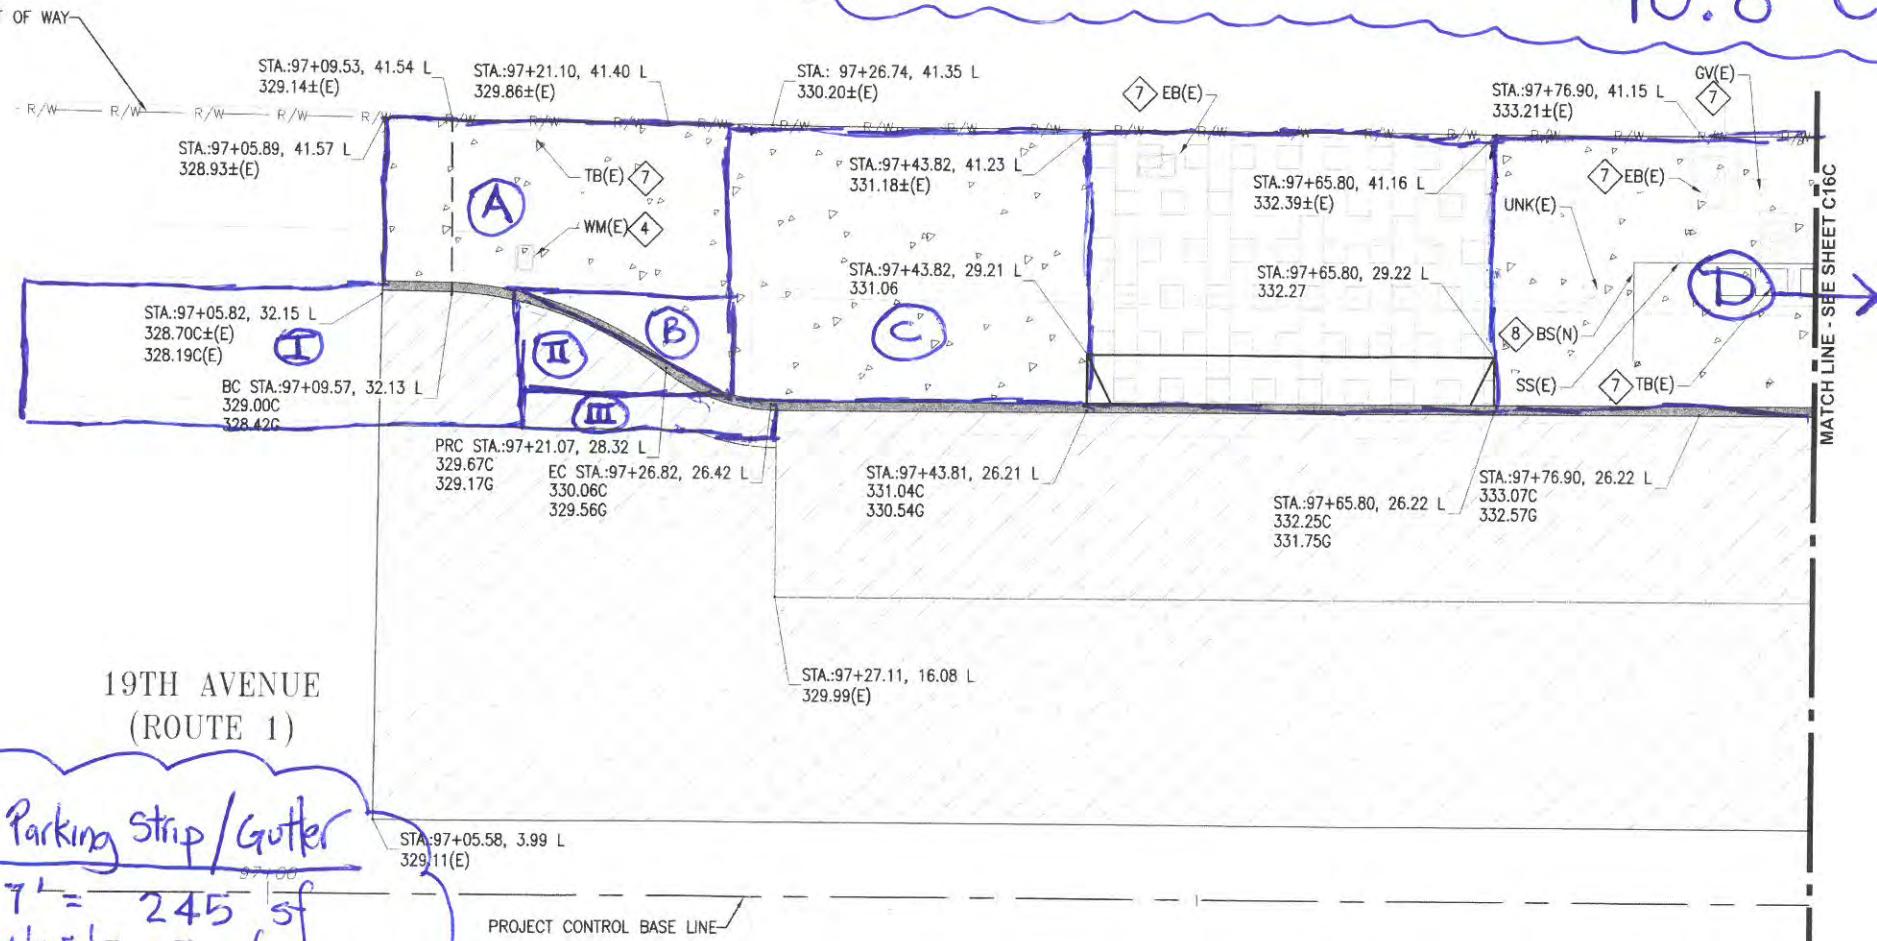 T OF WAY
10.8 C
STA.:97+09.53, 41.54 L
329.14±(E)
STA.:97+21.10, 41.40 L
329.86±(E)
STA.: 97+26.74, 41.35 L
330.20±(E)
7 EB(E)
STA.:97+76.90, 41.15 L
333.21±(E)
GV(E)
7
R/W R/W R/W R/W R/W R/W R/W R/W R/W R/W R/W R/W R/W R/W R/W R/W R/W R/W R/W R/W R/W R/W
STA.:97+05.89, 41.57 L
328.93±(E)
TB(E) 7
A
WM(E) 4
STA.:97+43.82, 41.23 L
331.18±(E)
STA.:97+65.80, 41.16 L
332.39±(E)
7 EB(E)
UNK(E)
STA.:97+43.82, 29.21 L
331.06
STA.:97+65.80, 29.22 L
332.27
D
MATCH LINE - SEE SHEET C16C
STA.:97+05.82, 32.15 L
328.70C±(E)
328.19C(E)
I
II
B
C
8 BS(N)
SS(E)
7 TB(E)
BC STA.:97+09.57, 32.13 L
329.00C
328.42G
III
PRC STA.:97+21.07, 28.32 L
329.67C
329.17G
EC STA.:97+26.82, 26.42 L
330.06C
329.56G
STA.:97+43.81, 26.21 L
331.04C
330.54G
STA.:97+65.80, 26.22 L
332.25C
331.75G
STA.:97+76.90, 26.22 L
333.07C
332.57G
STA.:97+27.11, 16.08 L
329.99(E)
19TH AVENUE
(ROUTE 1)
Parking Strip/Gutter
STA.:97+05.58, 3.99 L
329.11(E)
97+00
7' = 245 sf
PROJECT CONTROL BASE LINE